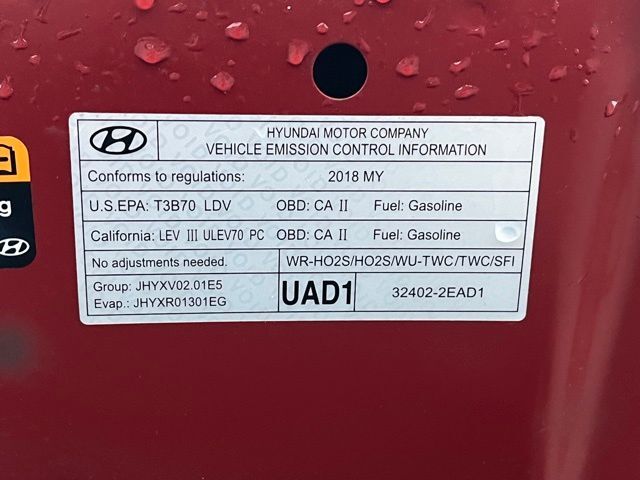 HYUNDAI MOTOR COMPANY
VEHICLE EMISSION CONTROL INFORMATION
Conforms to regulations: 2018 MY
U.S.EPA: T3B70 LDV OBD: CA II Fuel: Gasoline
California: LEV III ULEV70 PC OBD: CA II Fuel: Gasoline
No adjustments needed. WR-HO2S/HO2S/WU-TWC/TWC/SFI
Group: JHYXV02.01E5
Evap.: JHYXR01301EG
UAD1
32402-2EAD1